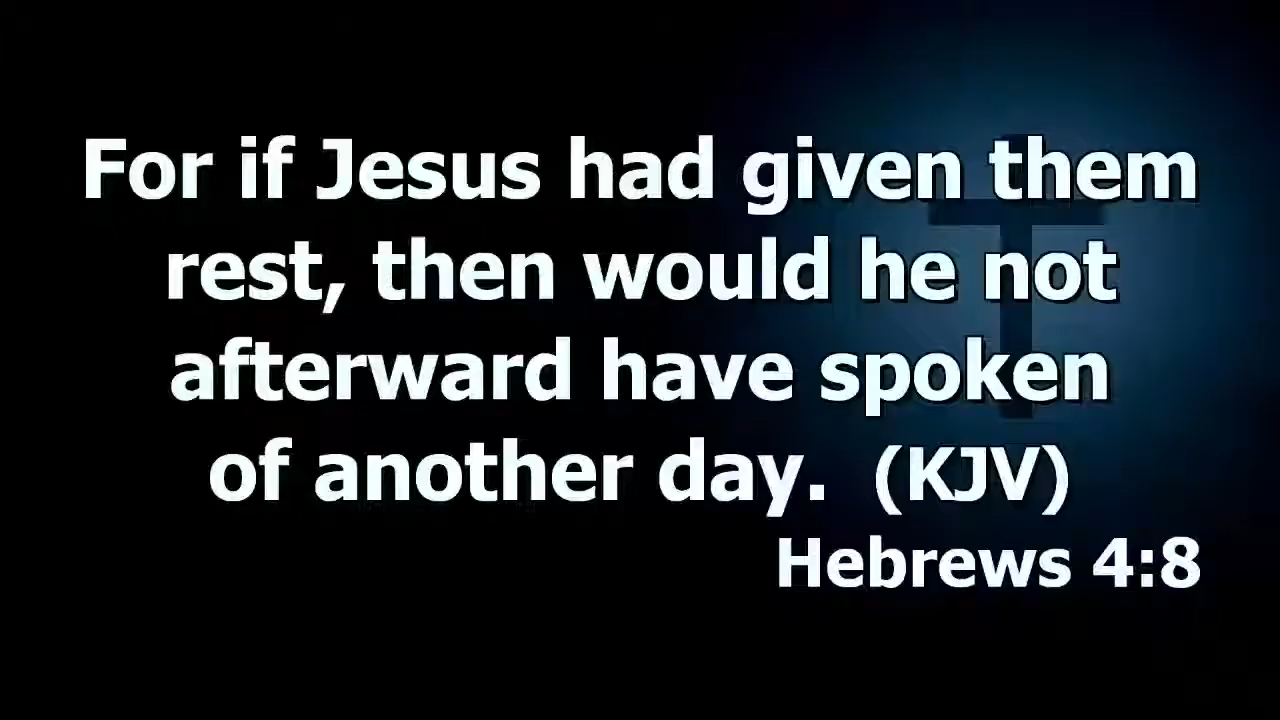 For if Jesus had given them
rest, then would he not
afterward have spoken
of another day.  (KJV)
Hebrews 4:8